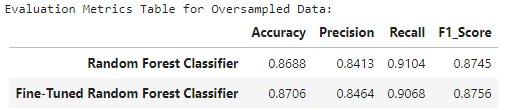 Evaluation Metrics Table for Oversampled Data:
Accuracy Precision Recall F1_Score
Random Forest Classifier 0.8688 0.8413 0.9104 0.8745
Fine-Tuned Random Forest Classifier 0.8706 0.8464 0.9068 0.8756